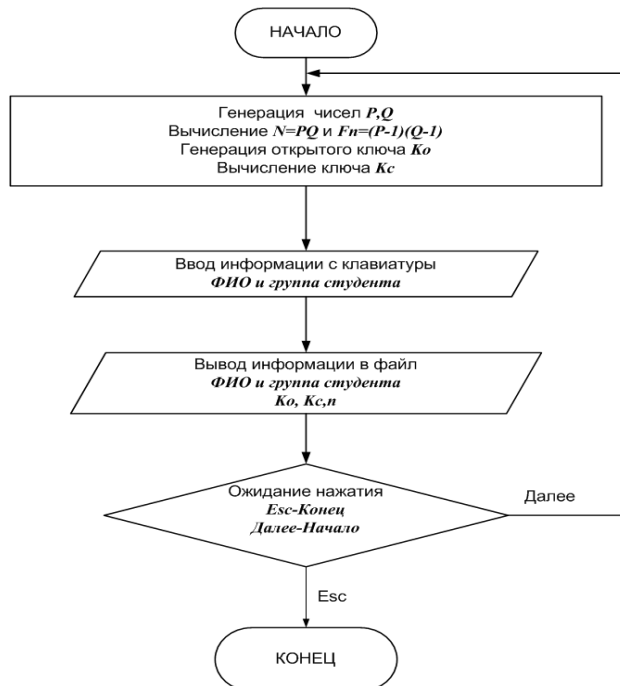 НАЧАЛО
Генерация чисел P,Q
Вычисление N=PQ и Fn=(P-1)(Q-1)
Генерация открытого ключа Ko
Вычисление ключа Kc
Ввод информации с клавиатуры
ФИО и группа студента
Вывод информации в файл
ФИО и группа студента
Ko, Kc,n
Ожидание нажатия
Esc-Конец
Далее-Начало
Далее
Esc
КОНЕЦ